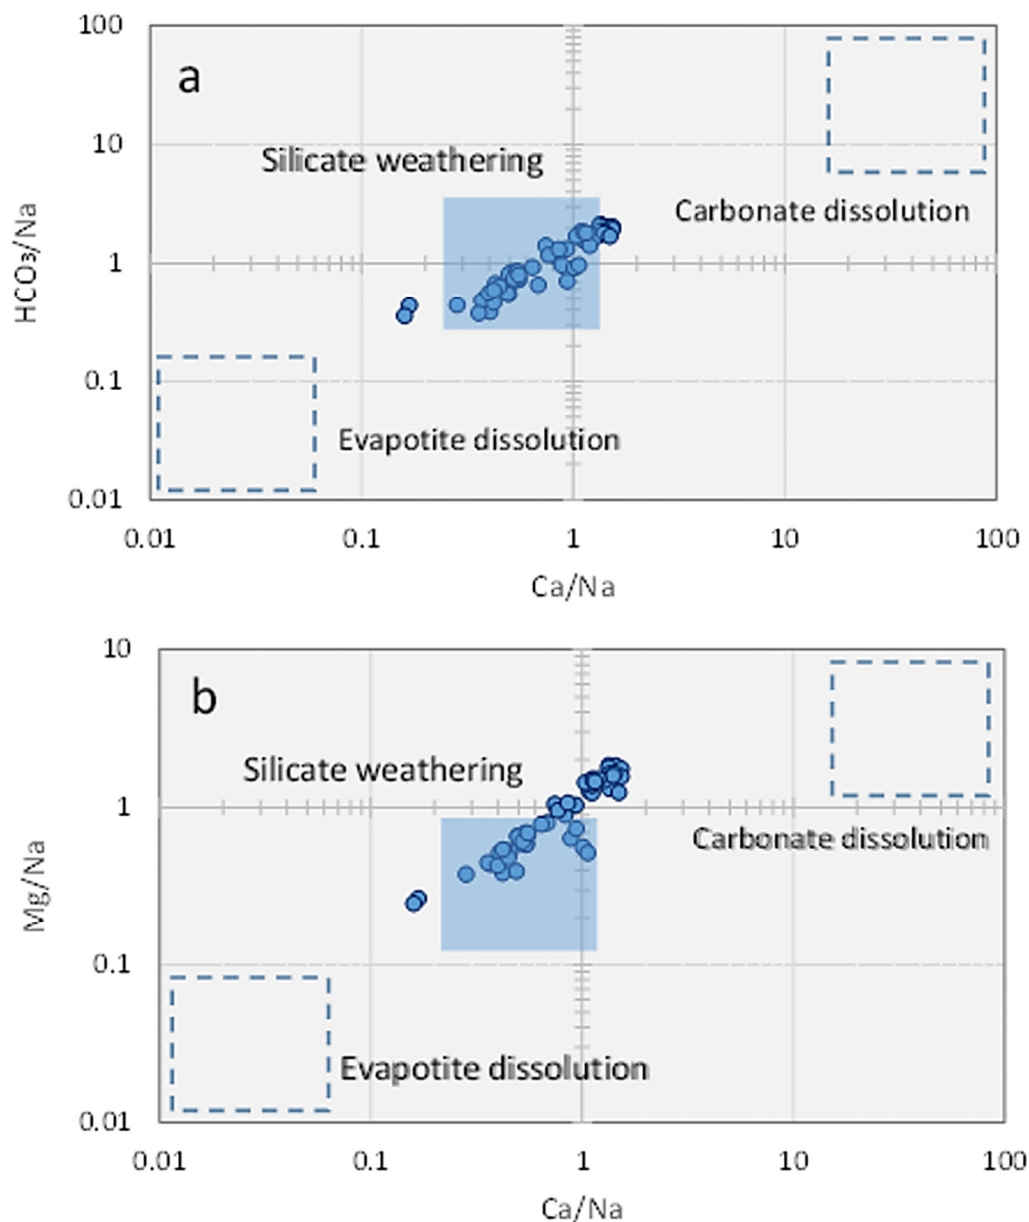 100
a
10
Silicate weathering
Carbonate dissolution
HCO₃/Na
1
0.1
Evapotite dissolution
0.01
0.01 0.1 1 10 100
Ca/Na
10
b
Silicate weathering
1
Carbonate dissolution
Mg/Na
0.1
Evapotite dissolution
0.01
0.01 0.1 1 10 100
Ca/Na